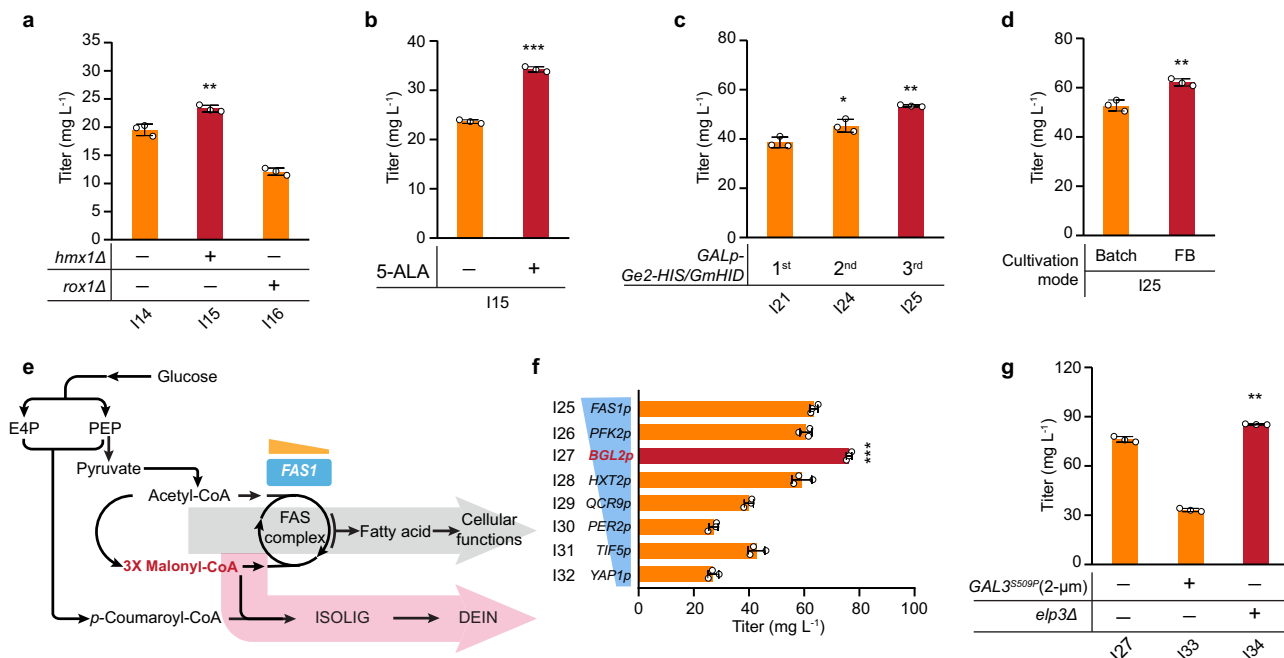 a
Titer (mg L⁻¹)
35
30
25
20
15
10
5
0
**
hmx1Δ – + –
rox1Δ – – +
I14 I15 I16
b
Titer (mg L⁻¹)
40
30
20
10
0
***
5-ALA – +
I15
c
Titer (mg L⁻¹)
80
60
40
20
0
* **
GALp-
Ge2-HIS/GmHID 1st 2nd 3rd
I21 I24 I25
d
Titer (mg L⁻¹)
80
60
40
20
0
**
Cultivation Batch FB
mode I25
e
Glucose
E4P PEP
Pyruvate
FAS1
Acetyl-CoA
FAS
complex
Fatty acid
Cellular
functions
3X Malonyl-CoA
p-Coumaroyl-CoA ISOLIG DEIN
f
I25 FAS1p
I26 PFK2p
I27 BGL2p ***
I28 HXT2p
I29 QCR9p
I30 PER2p
I31 TIF5p
I32 YAP1p
0 20 40 60 80 100
Titer (mg L⁻¹)
g
Titer (mg L⁻¹)
120
90
60
30
0
**
GAL3S509P(2-μm) – + –
elp3Δ – – +
I27 I33 I34